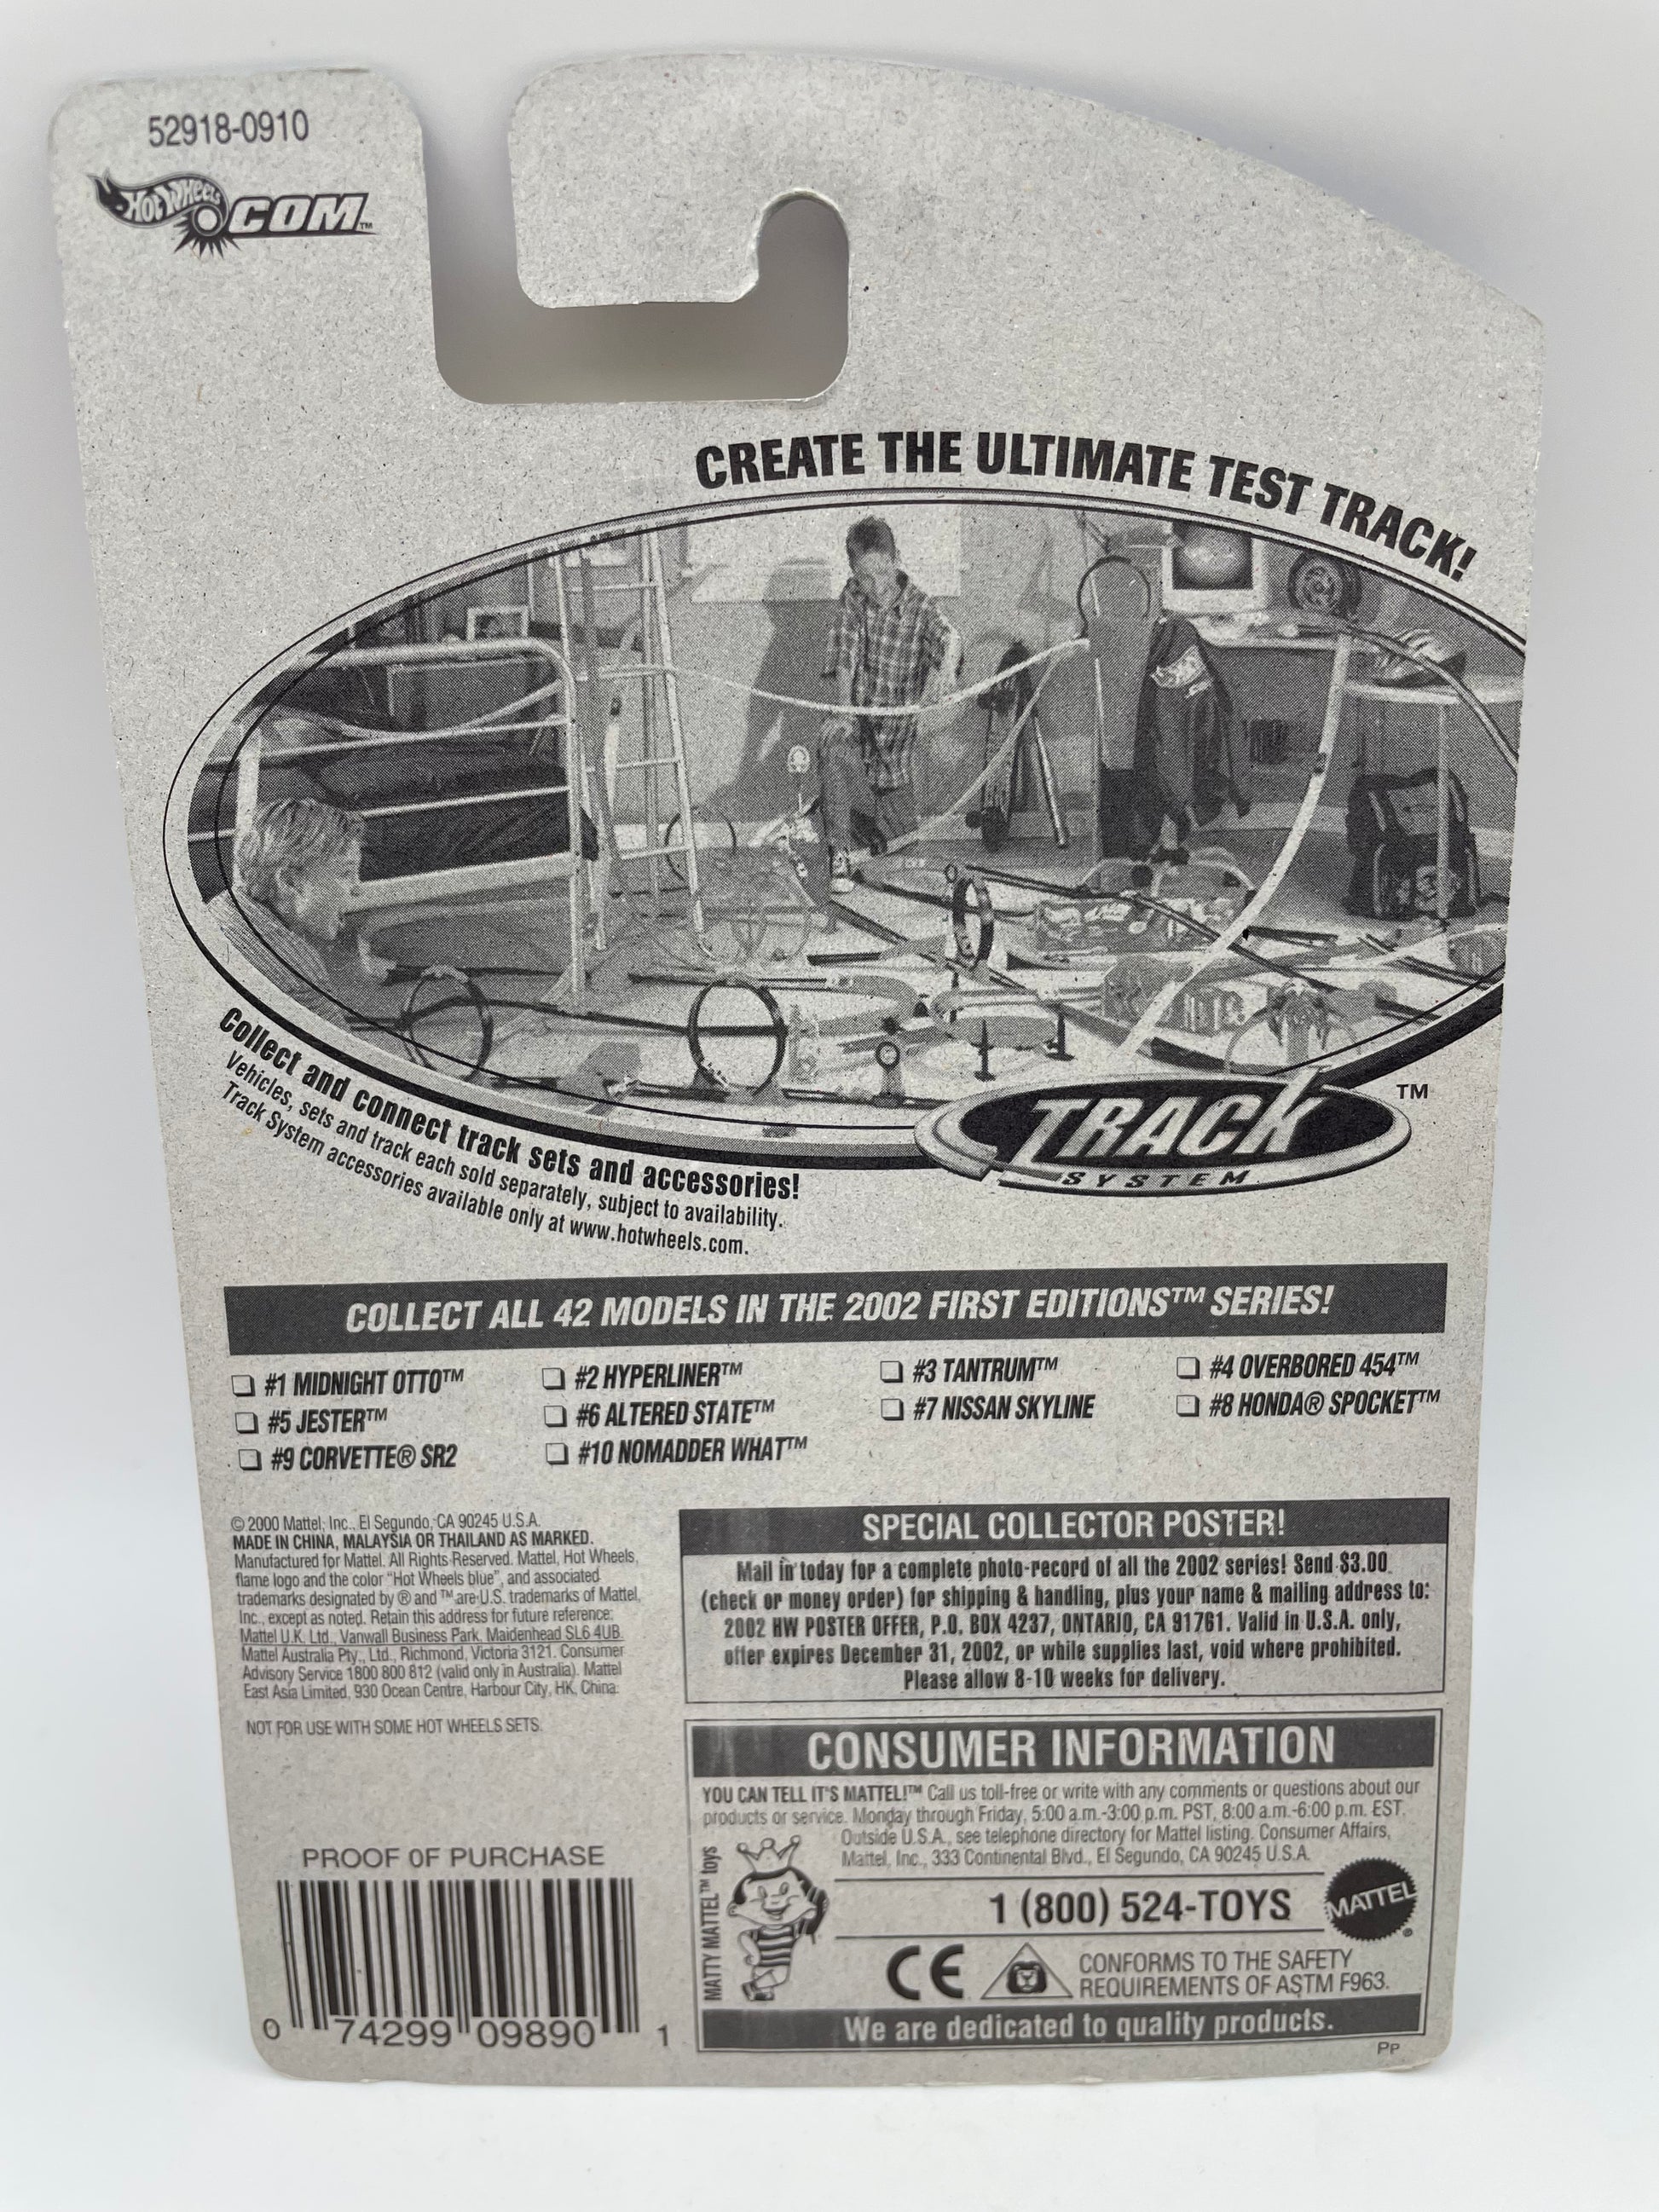 52918-0910
HOT WHEELS .COM™
CREATE THE ULTIMATE TEST TRACK!
TRACK ™
SYSTEM
Collect and connect track sets and accessories!
Vehicles, sets and track each sold separately, subject to availability.
Track System accessories available only at www.hotwheels.com.
COLLECT ALL 42 MODELS IN THE 2002 FIRST EDITIONS™ SERIES!
#1 MIDNIGHT OTTO™ #2 HYPERLINER™ #3 TANTRUM™ #4 OVERBORED 454™
#5 JESTER™ #6 ALTERED STATE™ #7 NISSAN SKYLINE #8 HONDA® SPOCKET™
#9 CORVETTE® SR2 #10 NOMADDER WHAT™
© 2000 Mattel, Inc., El Segundo, CA 90245 U.S.A.
MADE IN CHINA, MALAYSIA OR THAILAND AS MARKED.
Manufactured for Mattel. All Rights Reserved. Mattel, Hot Wheels,
flame logo and the color "Hot Wheels blue", and associated
trademarks designated by ® and ™ are U.S. trademarks of Mattel,
Inc., except as noted. Retain this address for future reference:
Mattel U.K. Ltd., Vanwall Business Park, Maidenhead SL6 4UB.
Mattel Australia Pty., Ltd., Richmond, Victoria 3121. Consumer
Advisory Service 1800 800 812 (valid only in Australia). Mattel
East Asia Limited, 930 Ocean Centre, Harbour City, HK, China.
NOT FOR USE WITH SOME HOT WHEELS SETS.
SPECIAL COLLECTOR POSTER!
Mail in today for a complete photo-record of all the 2002 series! Send $3.00
(check or money order) for shipping & handling, plus your name & mailing address to:
2002 HW POSTER OFFER, P.O. BOX 4237, ONTARIO, CA 91761. Valid in U.S.A. only,
offer expires December 31, 2002, or while supplies last, void where prohibited.
Please allow 8-10 weeks for delivery.
CONSUMER INFORMATION
YOU CAN TELL IT'S MATTEL!™ Call us toll-free or write with any comments or questions about our
products or service. Monday through Friday, 5:00 a.m.-3:00 p.m. PST, 8:00 a.m.-6:00 p.m. EST.
Outside U.S.A., see telephone directory for Mattel listing. Consumer Affairs,
Mattel, Inc., 333 Continental Blvd., El Segundo, CA 90245 U.S.A.
MATTY MATTEL™ toys
1 (800) 524-TOYS
MATTEL®
CE
CONFORMS TO THE SAFETY
REQUIREMENTS OF ASTM F963.
We are dedicated to quality products.
PP
PROOF OF PURCHASE
0 74299 09890 1